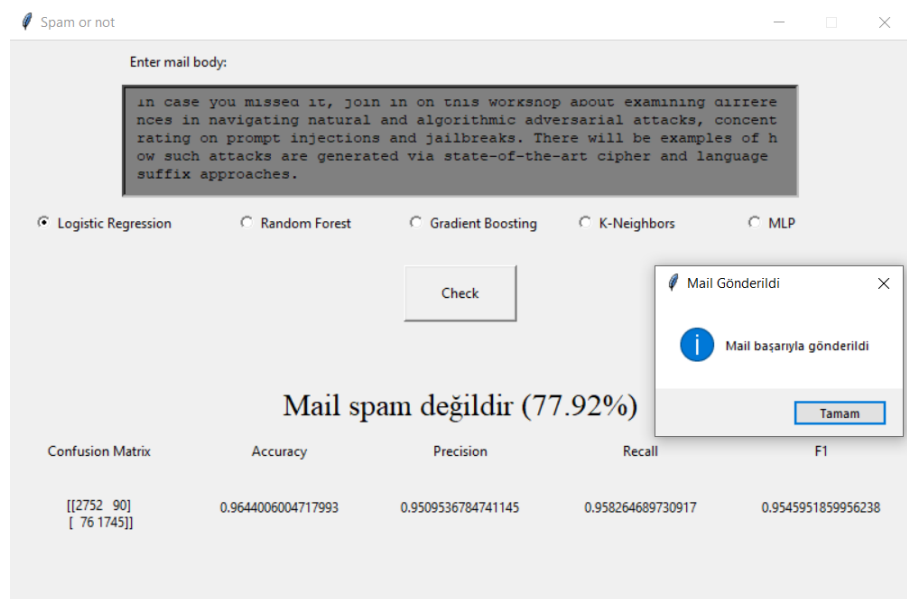 Spam or not
Enter mail body:
In case you missed it, join in on this workshop about examining differe
nces in navigating natural and algorithmic adversarial attacks, concent
rating on prompt injections and jailbreaks. There will be examples of h
ow such attacks are generated via state-of-the-art cipher and language
suffix approaches.
Logistic Regression Random Forest Gradient Boosting K-Neighbors MLP
Check
Mail Gönderildi
Mail başarıyla gönderildi
Tamam
Mail spam değildir (77.92%)
Confusion Matrix Accuracy Precision Recall F1
[[2752 90]
[ 76 1745]]
0.9644006004717993 0.9509536784741145 0.958264689730917 0.9545951859956238